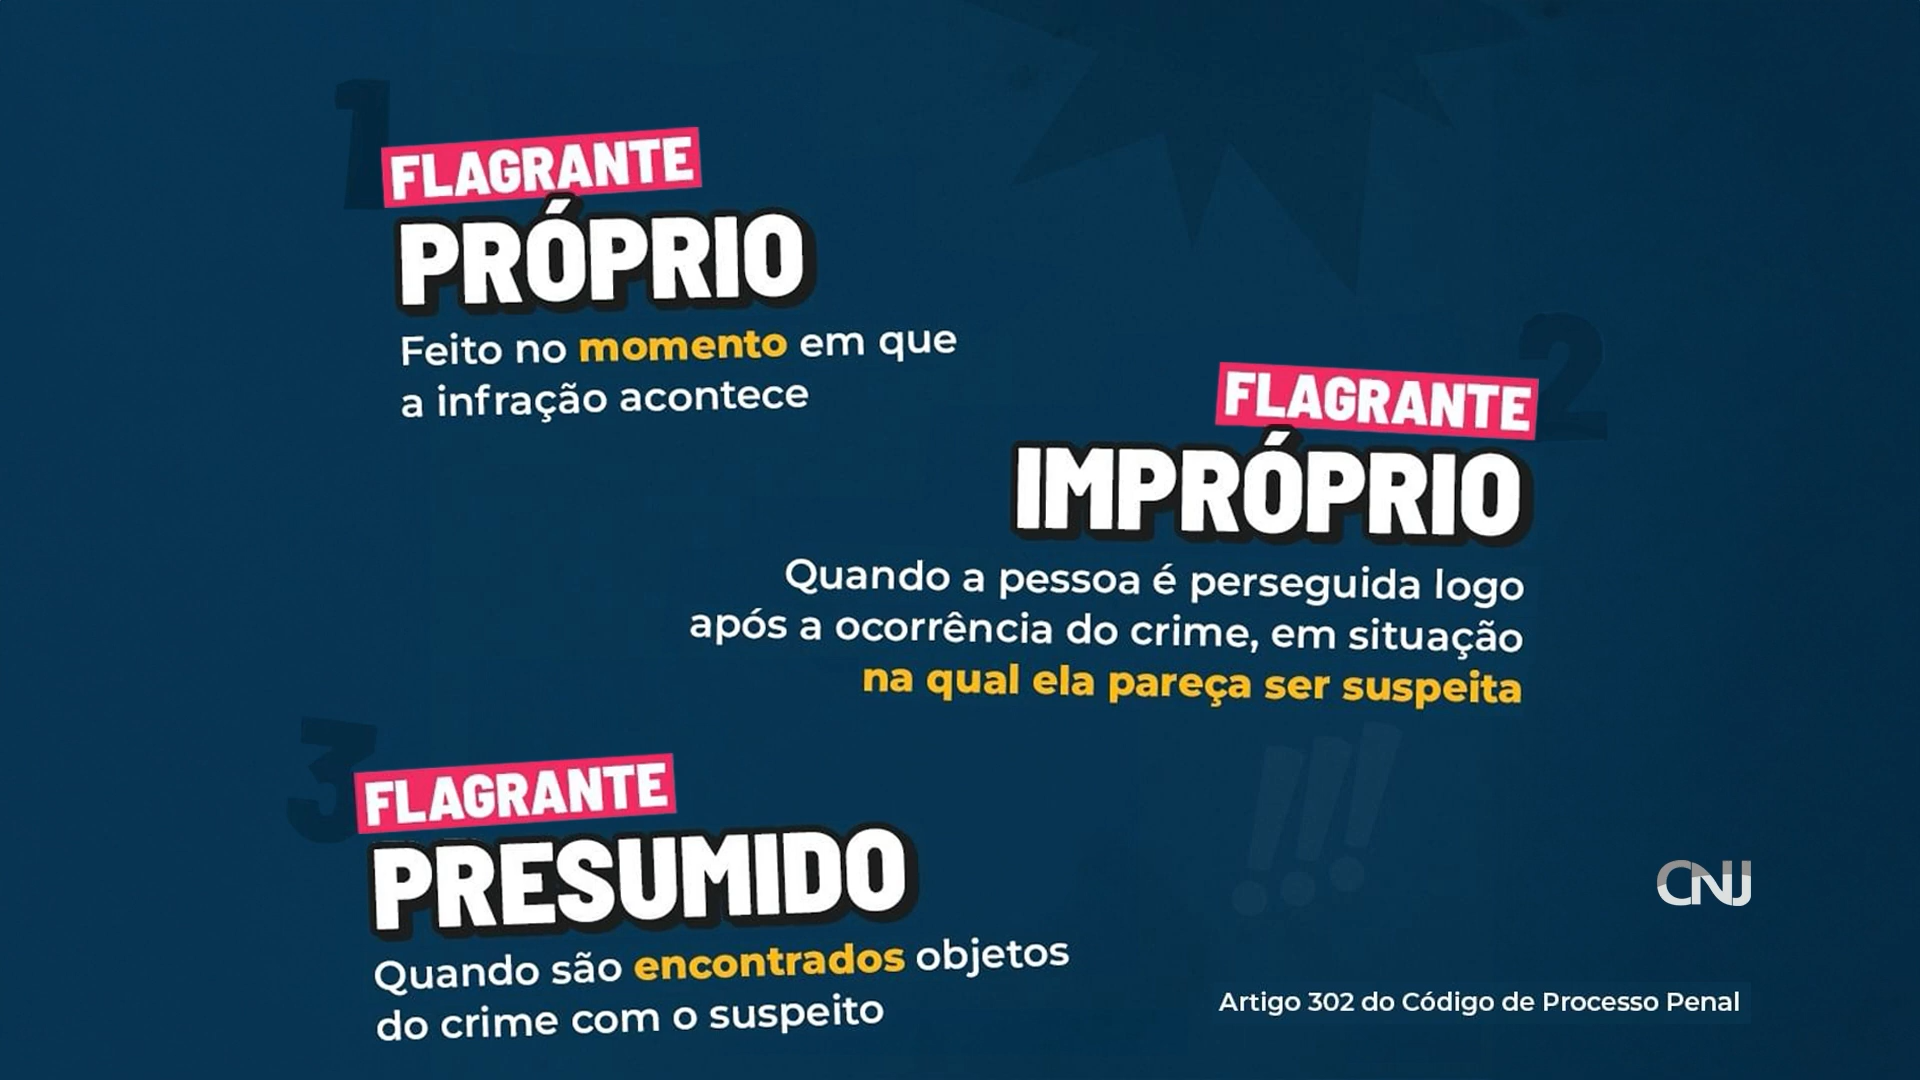 1
FLAGRANTE
PRÓPRIO
Feito no momento em que
a infração acontece
2
FLAGRANTE
IMPRÓPRIO
Quando a pessoa é perseguida logo
após a ocorrência do crime, em situação
na qual ela pareça ser suspeita
3
FLAGRANTE
PRESUMIDO
Quando são encontrados objetos
do crime com o suspeito
!!!
CNJ
Artigo 302 do Código de Processo Penal